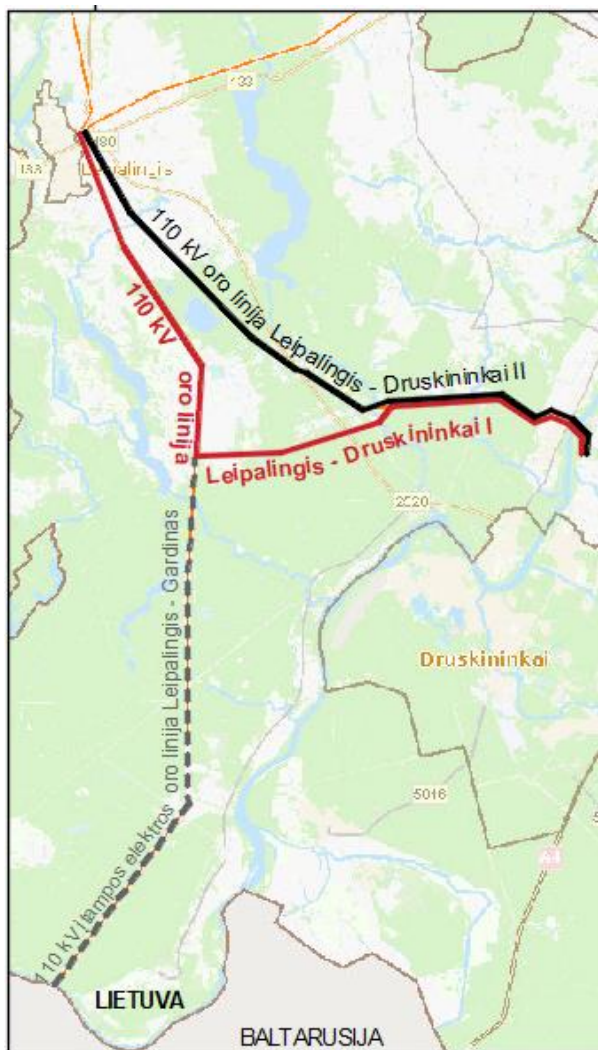 133
180
133
Leipalingis
110 kV oro linija Leipalingis - Druskininkai II
110 kV oro linija
Leipalingis - Druskininkai I
2520
110 kV įtampos elektros oro linija Leipalingis - Gardinas
Druskininkai
5016
A4
LIETUVA
BALTARUSIJA